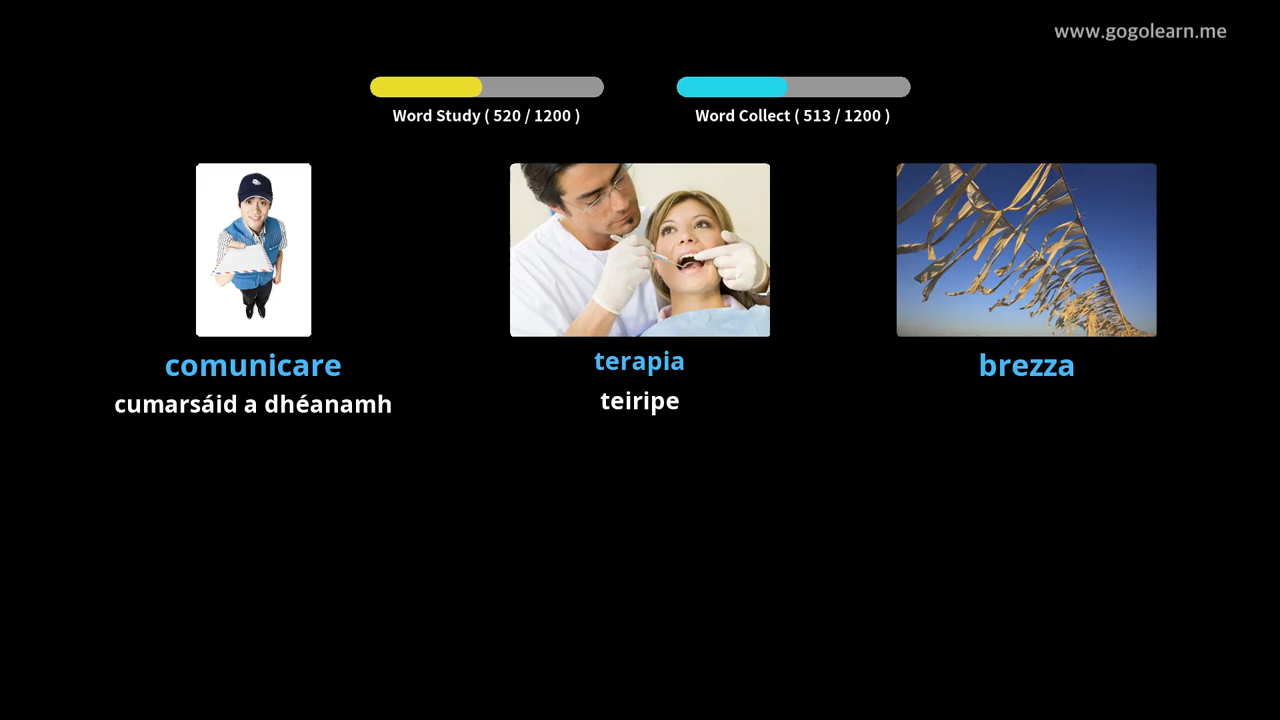 www.gogolearn.me
Word Study ( 520 / 1200 )
Word Collect ( 513 / 1200 )
comunicare
cumarsáid a dhéanamh
terapia
teiripe
brezza